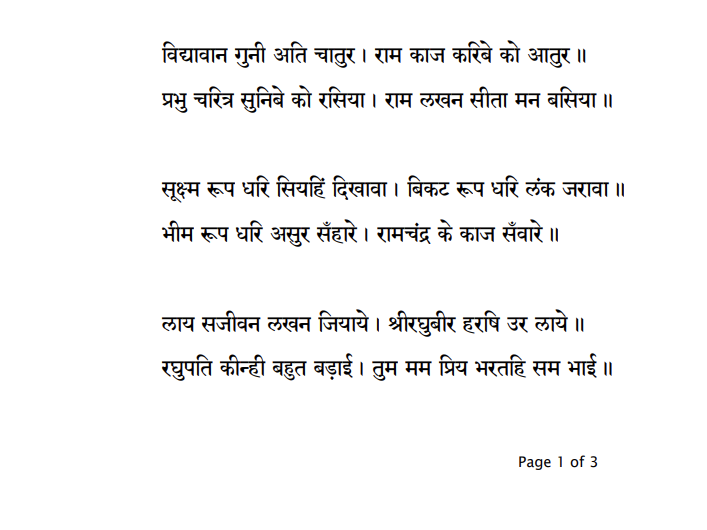 विद्यावान गुनी अति चातुर। राम काज करिबे को आतुर॥
प्रभु चरित्र सुनिबे को रसिया। राम लखन सीता मन बसिया॥
सूक्ष्म रूप धरि सियहिं दिखावा। बिकट रूप धरि लंक जरावा॥
भीम रूप धरि असुर सँहारे। रामचंद्र के काज सँवारे॥
लाय सजीवन लखन जियाये। श्रीरघुबीर हरषि उर लाये॥
रघुपति कीन्ही बहुत बड़ाई। तुम मम प्रिय भरतहि सम भाई॥
Page 1 of 3